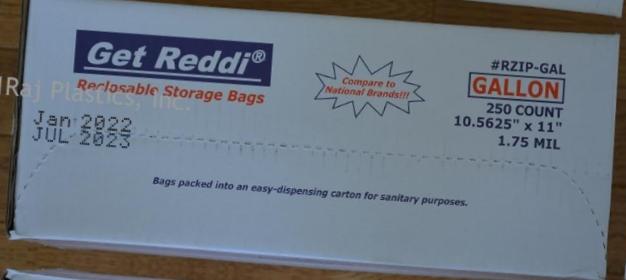 Get Reddi®
Reclosable Storage Bags
Raj Plastics, Inc.
Jan 2022
JUL 2023
Compare to
National Brands!!!
#RZIP-GAL
GALLON
250 COUNT
10.5625" x 11"
1.75 MIL
Bags packed into an easy-dispensing carton for sanitary purposes.